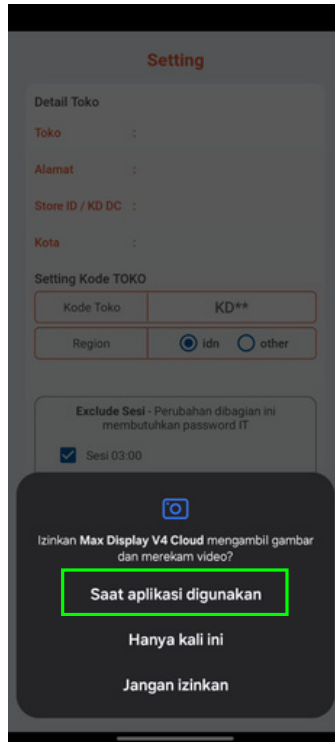 Setting
Detail Toko
Toko :
Alamat :
Store ID / KD DC :
Kota :
Setting Kode TOKO
Kode Toko KD**
Region idn other
Exclude Sesi - Perubahan dibagian ini
membutuhkan password IT
Sesi 03:00
Izinkan Max Display V4 Cloud mengambil gambar
dan merekam video?
Saat aplikasi digunakan
Hanya kali ini
Jangan izinkan